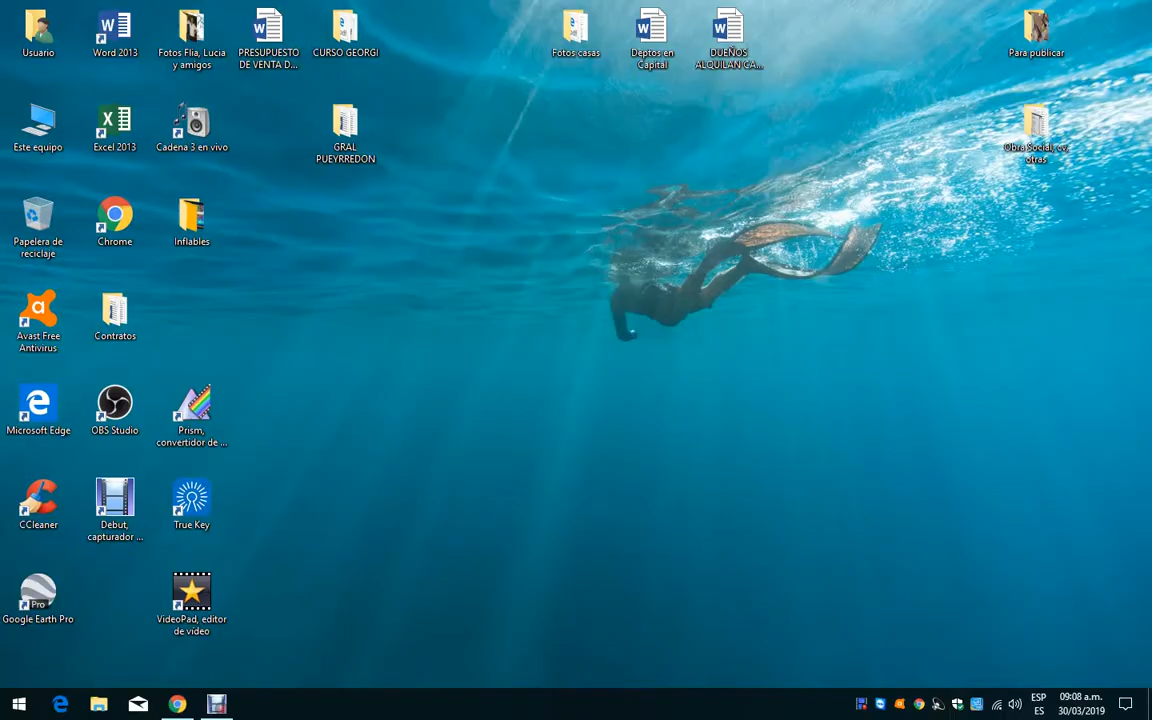 Usuario
Word 2013
Fotos Flia, Lucia
y amigos
PRESUPUESTO
DE VENTA D...
CURSO GEORGI
Fotos casas
Deptos en
Capital
DUEÑOS
ALQUILAN CA...
Para publicar
Este equipo
Excel 2013
Cadena 3 en vivo
GRAL
PUEYRREDON
Obra Social, cv,
otras
Papelera de
reciclaje
Chrome
Inflables
Avast Free
Antivirus
Contratos
Microsoft Edge
OBS Studio
Prism,
convertidor de ...
CCleaner
Debut,
capturador ...
True Key
Pro
Google Earth Pro
VideoPad, editor
de vídeo
ESP
ES
09:08 a.m.
30/03/2019